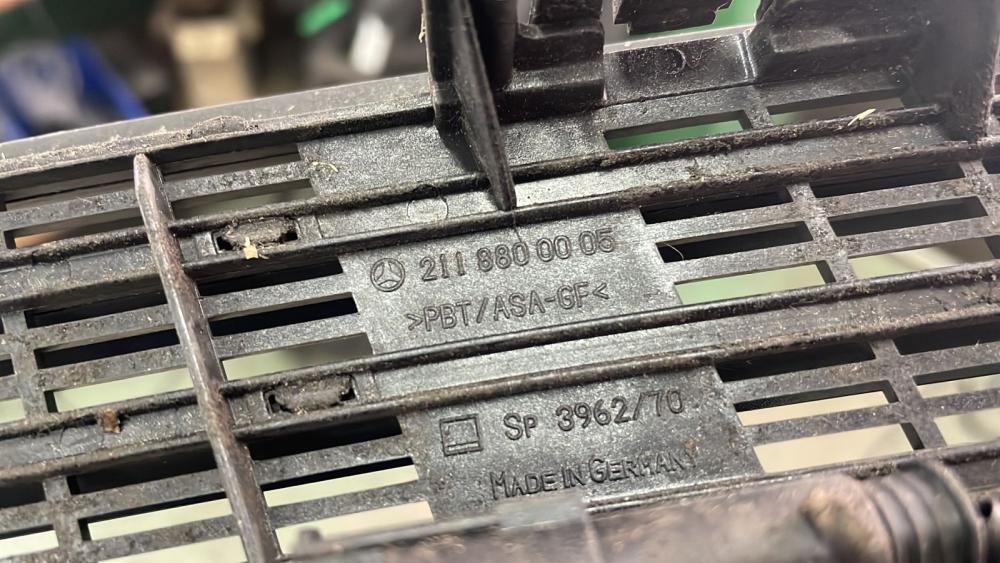 211 880 00 05
>PBT/ASA-GF<
SP 3962/70
MADE IN GERMANY